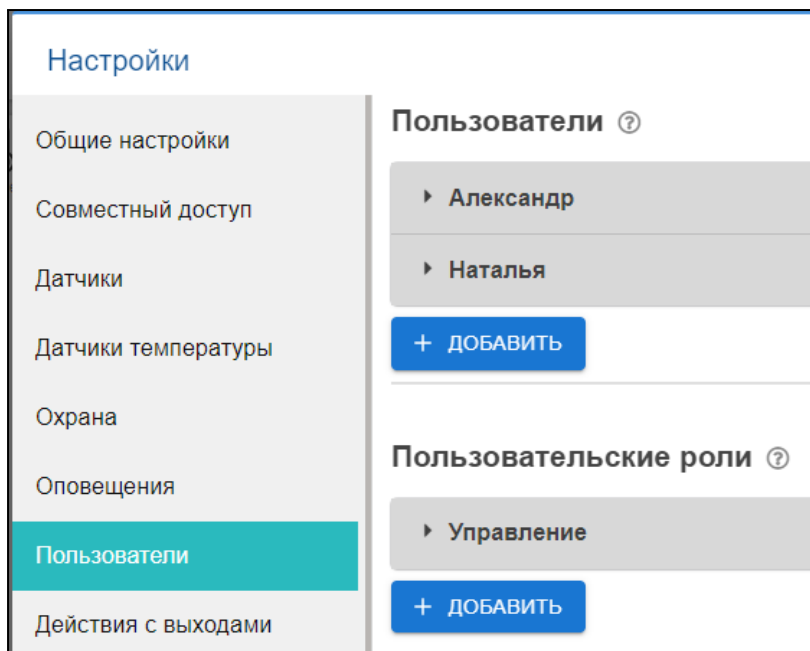 Настройки
Общие настройки
Совместный доступ
Датчики
Датчики температуры
Охрана
Оповещения
Пользователи
Действия с выходами
Пользователи ?
Александр
Наталья
+ ДОБАВИТЬ
Пользовательские роли ?
Управление
+ ДОБАВИТЬ